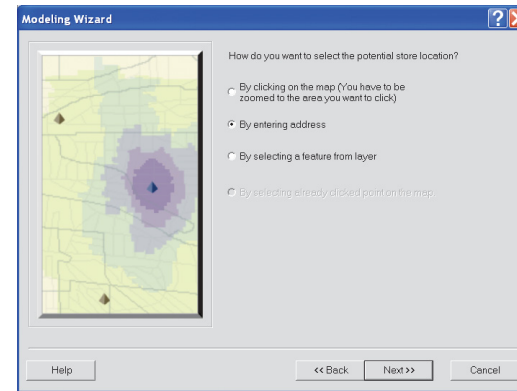 Modeling Wizard
How do you want to select the potential store location?
By clicking on the map (You have to be
zoomed to the area you want to click)
By entering address
By selecting a feature from layer
By selecting already clicked point on the map
Help
<< Back
Next >>
Cancel